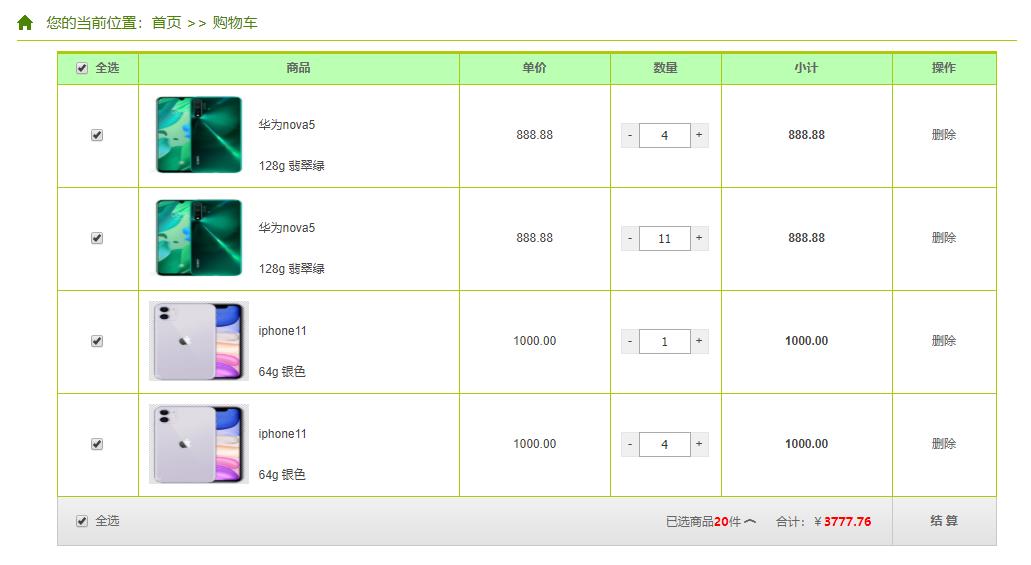 您的当前位置：首页 >> 购物车
全选 商品 单价 数量 小计 操作
华为nova5
888.88 - 4 + 888.88 删除
128g 翡翠绿
华为nova5
888.88 - 11 + 888.88 删除
128g 翡翠绿
iphone11
1000.00 - 1 + 1000.00 删除
64g 银色
iphone11
1000.00 - 4 + 1000.00 删除
64g 银色
全选 已选商品20件 合计：￥3777.76 结 算